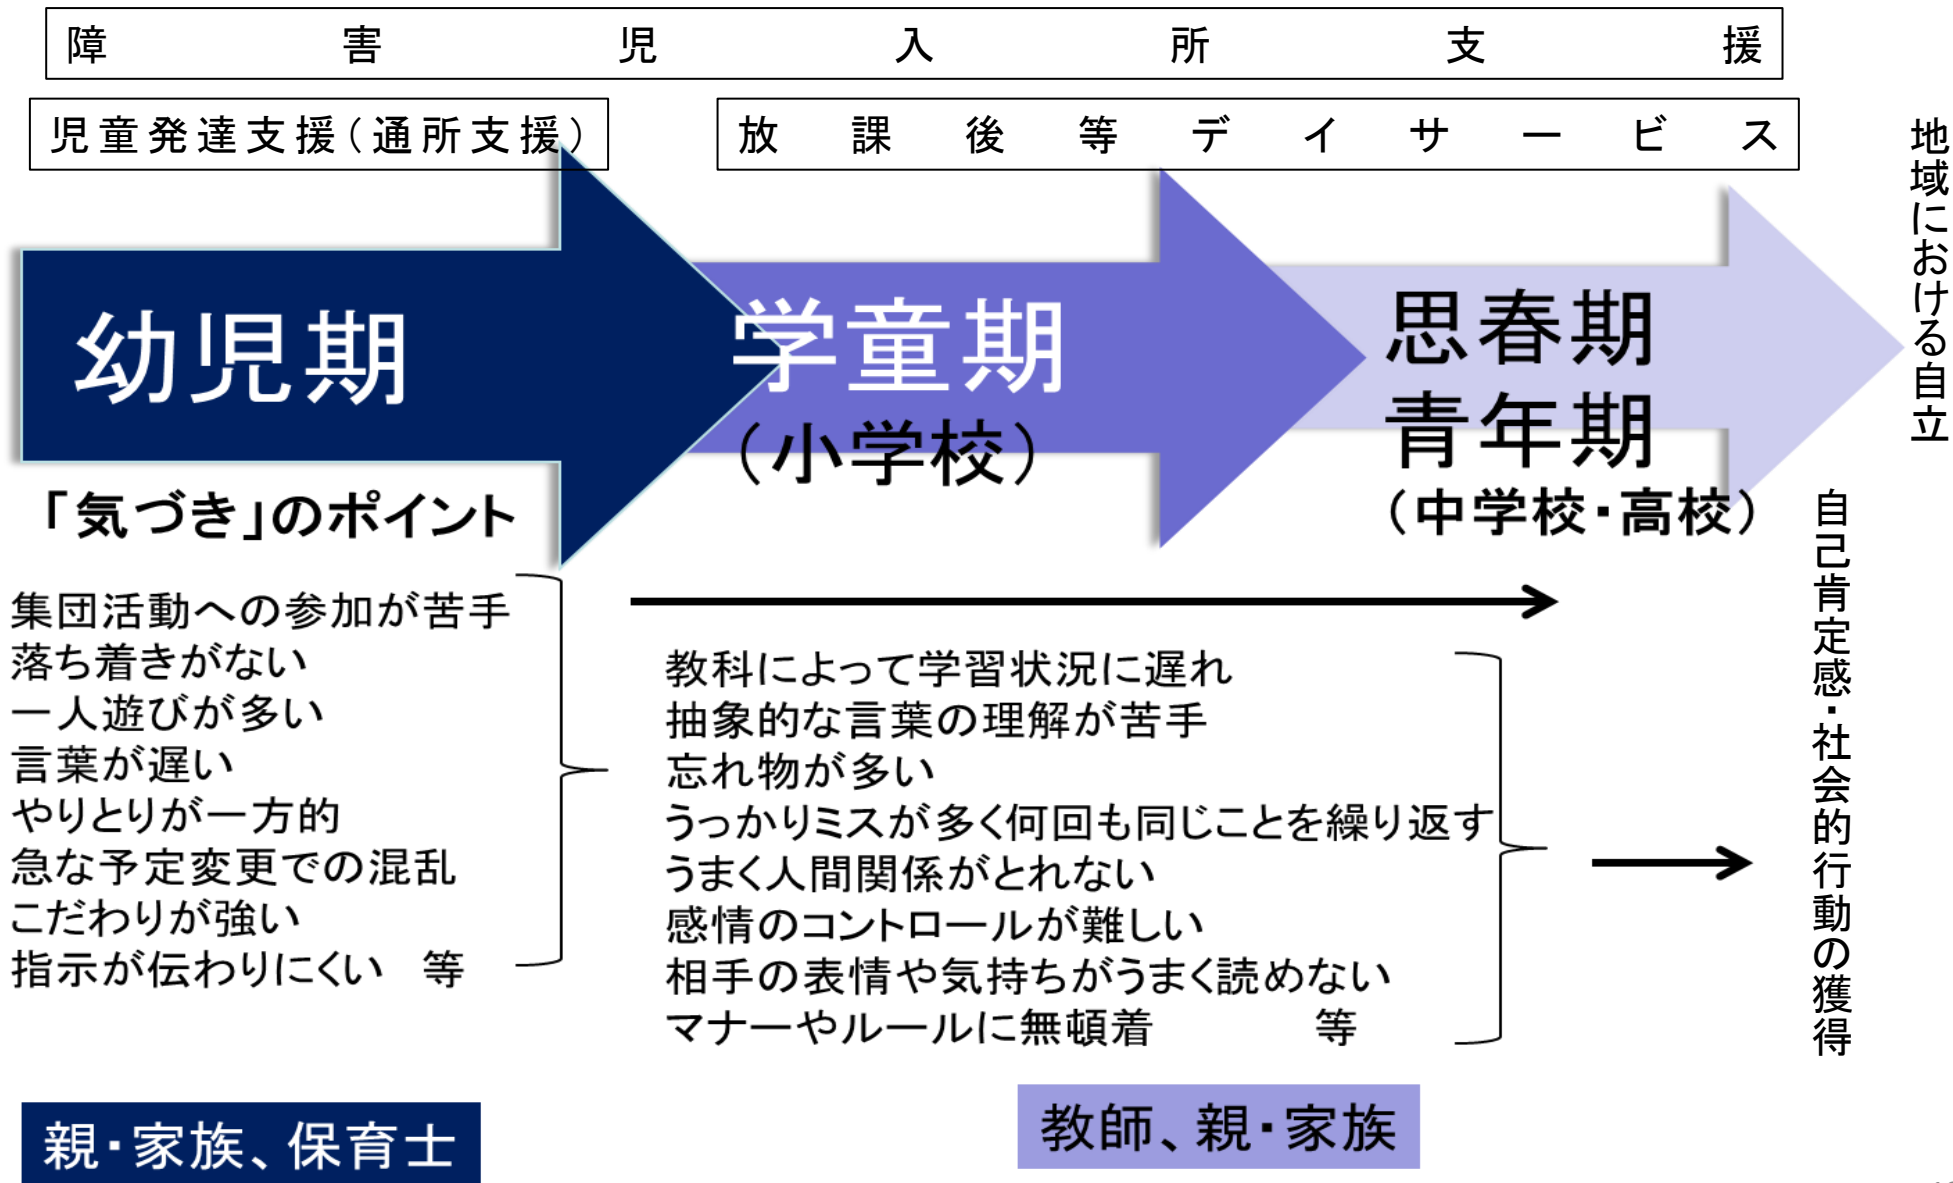 障害児入所支援
児童発達支援(通所支援)
放課後等デイサービス
幼児期
学童期
(小学校)
思春期
青年期
(中学校・高校)
地域における自立
「気づき」のポイント
集団活動への参加が苦手
落ち着きがない
一人遊びが多い
言葉が遅い
やりとりが一方的
急な予定変更での混乱
こだわりが強い
指示が伝わりにくい　等
教科によって学習状況に遅れ
抽象的な言葉の理解が苦手
忘れ物が多い
うっかりミスが多く何回も同じことを繰り返す
うまく人間関係がとれない
感情のコントロールが難しい
相手の表情や気持ちがうまく読めない
マナーやルールに無頓着　　　等
自己肯定感・社会的行動の獲得
親・家族、保育士
教師、親・家族